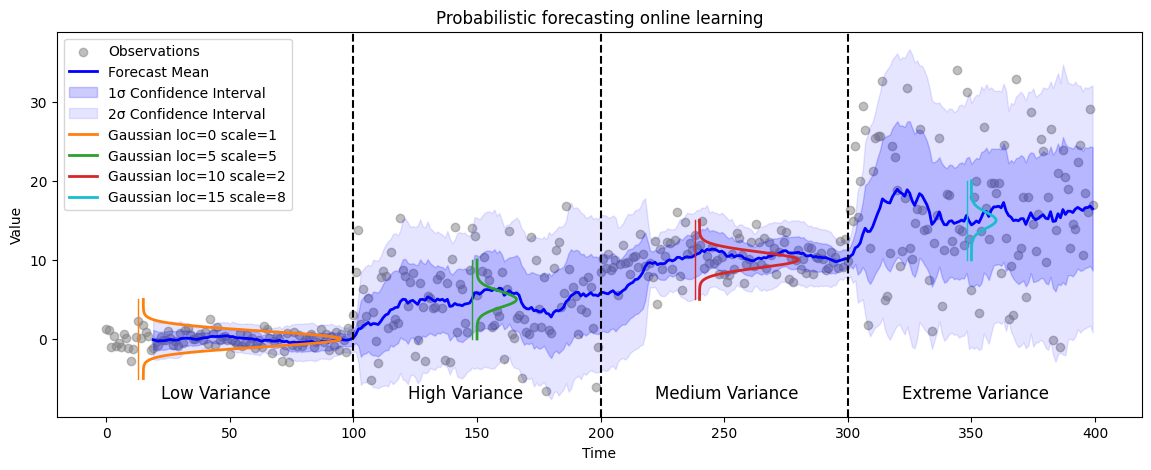 Probabilistic forecasting online learning
Observations
Forecast Mean
1σ Confidence Interval
2σ Confidence Interval
Gaussian loc=0 scale=1
Gaussian loc=5 scale=5
Gaussian loc=10 scale=2
Gaussian loc=15 scale=8
Value
30
20
10
0
Low Variance
High Variance
Medium Variance
Extreme Variance
0
50
100
150
200
250
300
350
400
Time